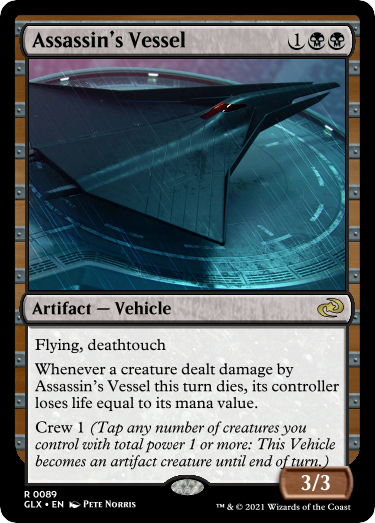 Assassin's Vessel 1
Artifact — Vehicle
Flying, deathtouch
Whenever a creature dealt damage by
Assassin's Vessel this turn dies, its controller
loses life equal to its mana value.
Crew 1 (Tap any number of creatures you
control with total power 1 or more: This Vehicle
becomes an artifact creature until end of turn.)
3/3
R 0089
GLX • EN Pete Norris
™ & © 2021 Wizards of the Coast